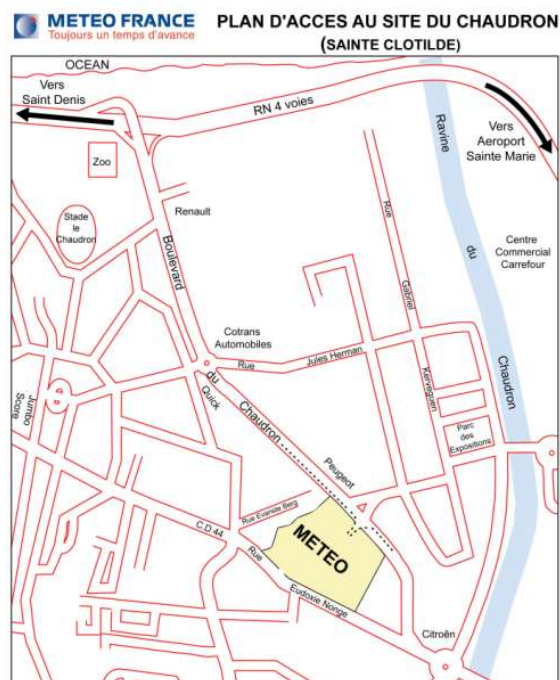 METEO FRANCE
Toujours un temps d'avance
PLAN D'ACCES AU SITE DU CHAUDRON
(SAINTE CLOTILDE)
OCEAN
Vers
Saint Denis
RN 4 voies
Vers
Aeroport
Sainte Marie
Zoo
Ravine
du
Chaudron
Renault
Stade
le
Chaudron
Rue
Gabriel
Kerveguen
Centre
Commercial
Carrefour
Boulevard
du
Chaudron
Cotrans
Automobiles
Rue
Jules Herman
Quick
Jumbo
Score
Parc
des
Expositions
Peugeot
Rue Evariste Berg
C.D 44
METEO
Rue
Eudoxie Nonge
Citroën